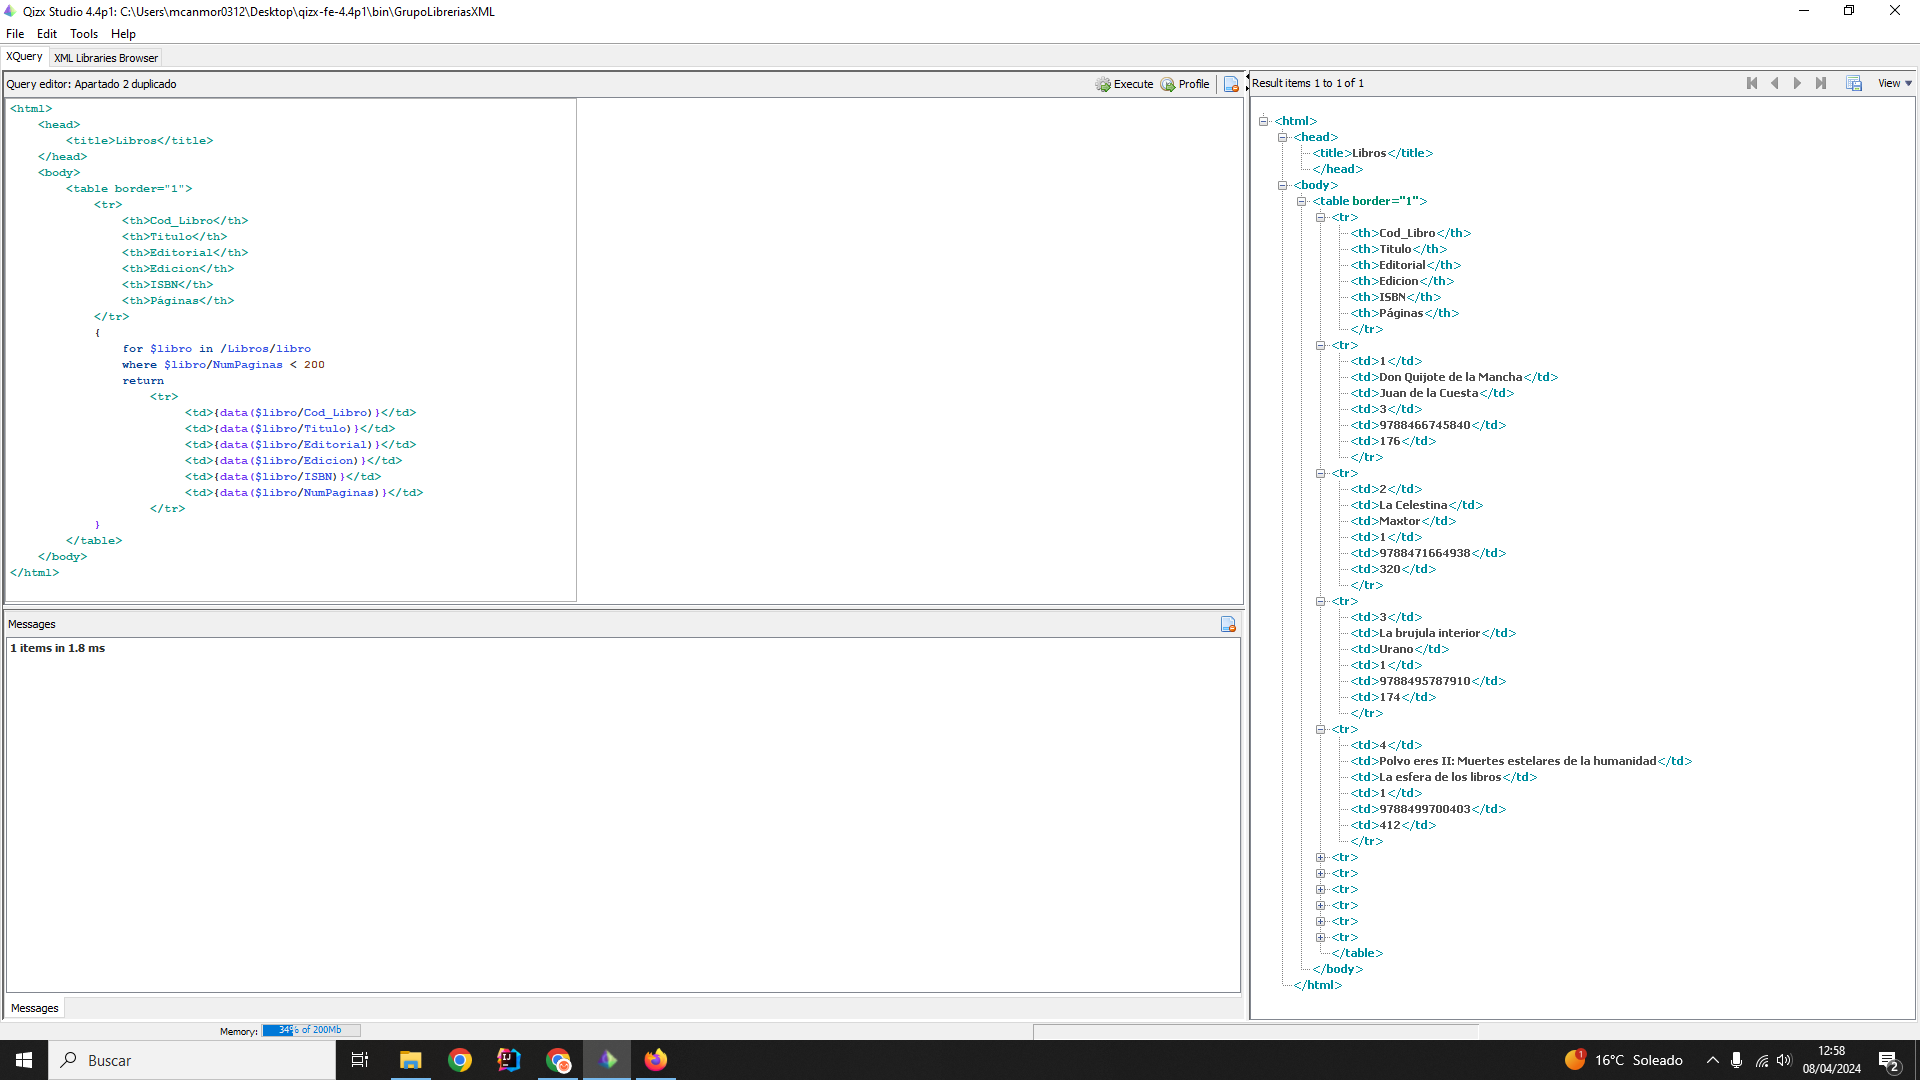 Qizx Studio 4.4p1: C:\Users\mcanmor0312\Desktop\qizx-fe-4.4p1\bin\GrupoLibreriasXML
File Edit Tools Help
XQuery XML Libraries Browser
Query editor: Apartado 2 duplicado
Execute Profile
<html>
<head>
<title>Libros</title>
</head>
<body>
<table border="1">
<tr>
<th>Cod_Libro</th>
<th>Titulo</th>
<th>Editorial</th>
<th>Edicion</th>
<th>ISBN</th>
<th>Páginas</th>
</tr>
{
for $libro in /Libros/libro
where $libro/NumPaginas < 200
return
<tr>
<td>{data($libro/Cod_Libro)}</td>
<td>{data($libro/Titulo)}</td>
<td>{data($libro/Editorial)}</td>
<td>{data($libro/Edicion)}</td>
<td>{data($libro/ISBN)}</td>
<td>{data($libro/NumPaginas)}</td>
</tr>
}
</table>
</body>
</html>
Messages
1 items in 1.8 ms
Messages
Memory: 34% of 200Mb
Result items 1 to 1 of 1
View
<html>
<head>
<title>Libros</title>
</head>
<body>
<table border="1">
<tr>
<th>Cod_Libro</th>
<th>Titulo</th>
<th>Editorial</th>
<th>Edicion</th>
<th>ISBN</th>
<th>Páginas</th>
</tr>
<tr>
<td>1</td>
<td>Don Quijote de la Mancha</td>
<td>Juan de la Cuesta</td>
<td>3</td>
<td>9788466745840</td>
<td>176</td>
</tr>
<tr>
<td>2</td>
<td>La Celestina</td>
<td>Maxtor</td>
<td>1</td>
<td>9788471664938</td>
<td>320</td>
</tr>
<tr>
<td>3</td>
<td>La brujula interior</td>
<td>Urano</td>
<td>1</td>
<td>9788495787910</td>
<td>174</td>
</tr>
<tr>
<td>4</td>
<td>Polvo eres II: Muertes estelares de la humanidad</td>
<td>La esfera de los libros</td>
<td>1</td>
<td>9788499700403</td>
<td>412</td>
</tr>
<tr>
<tr>
<tr>
<tr>
<tr>
<tr>
</table>
</body>
</html>
Buscar
1
16°C Soleado
12:58
08/04/2024
2